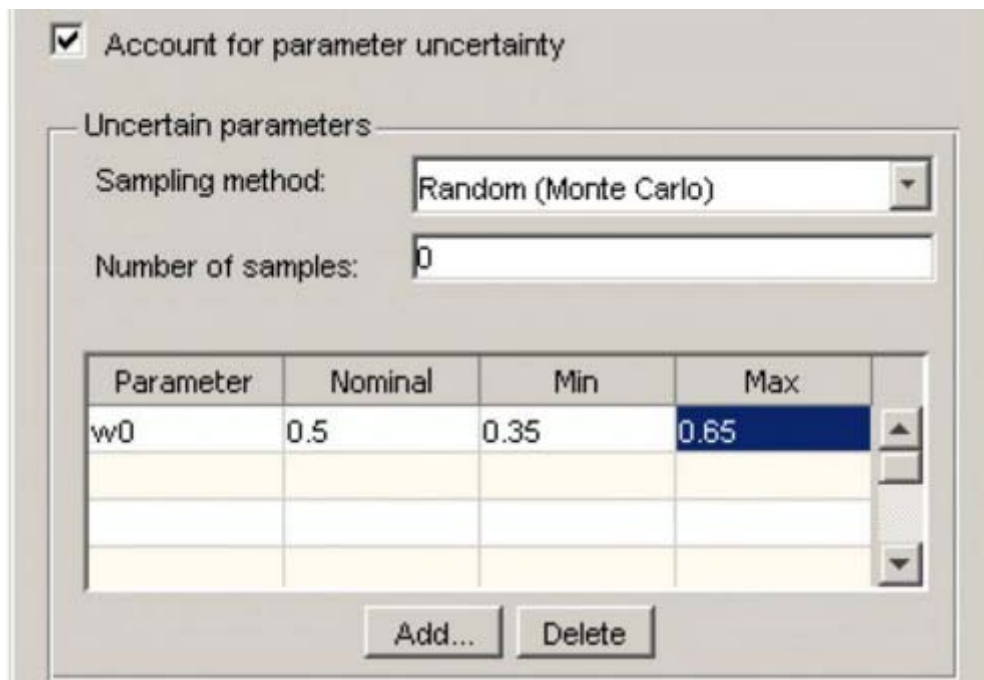 Account for parameter uncertainty
Uncertain parameters
Sampling method: Random (Monte Carlo)
Number of samples: 0
Parameter Nominal Min Max
w0 0.5 0.35 0.65
Add... Delete